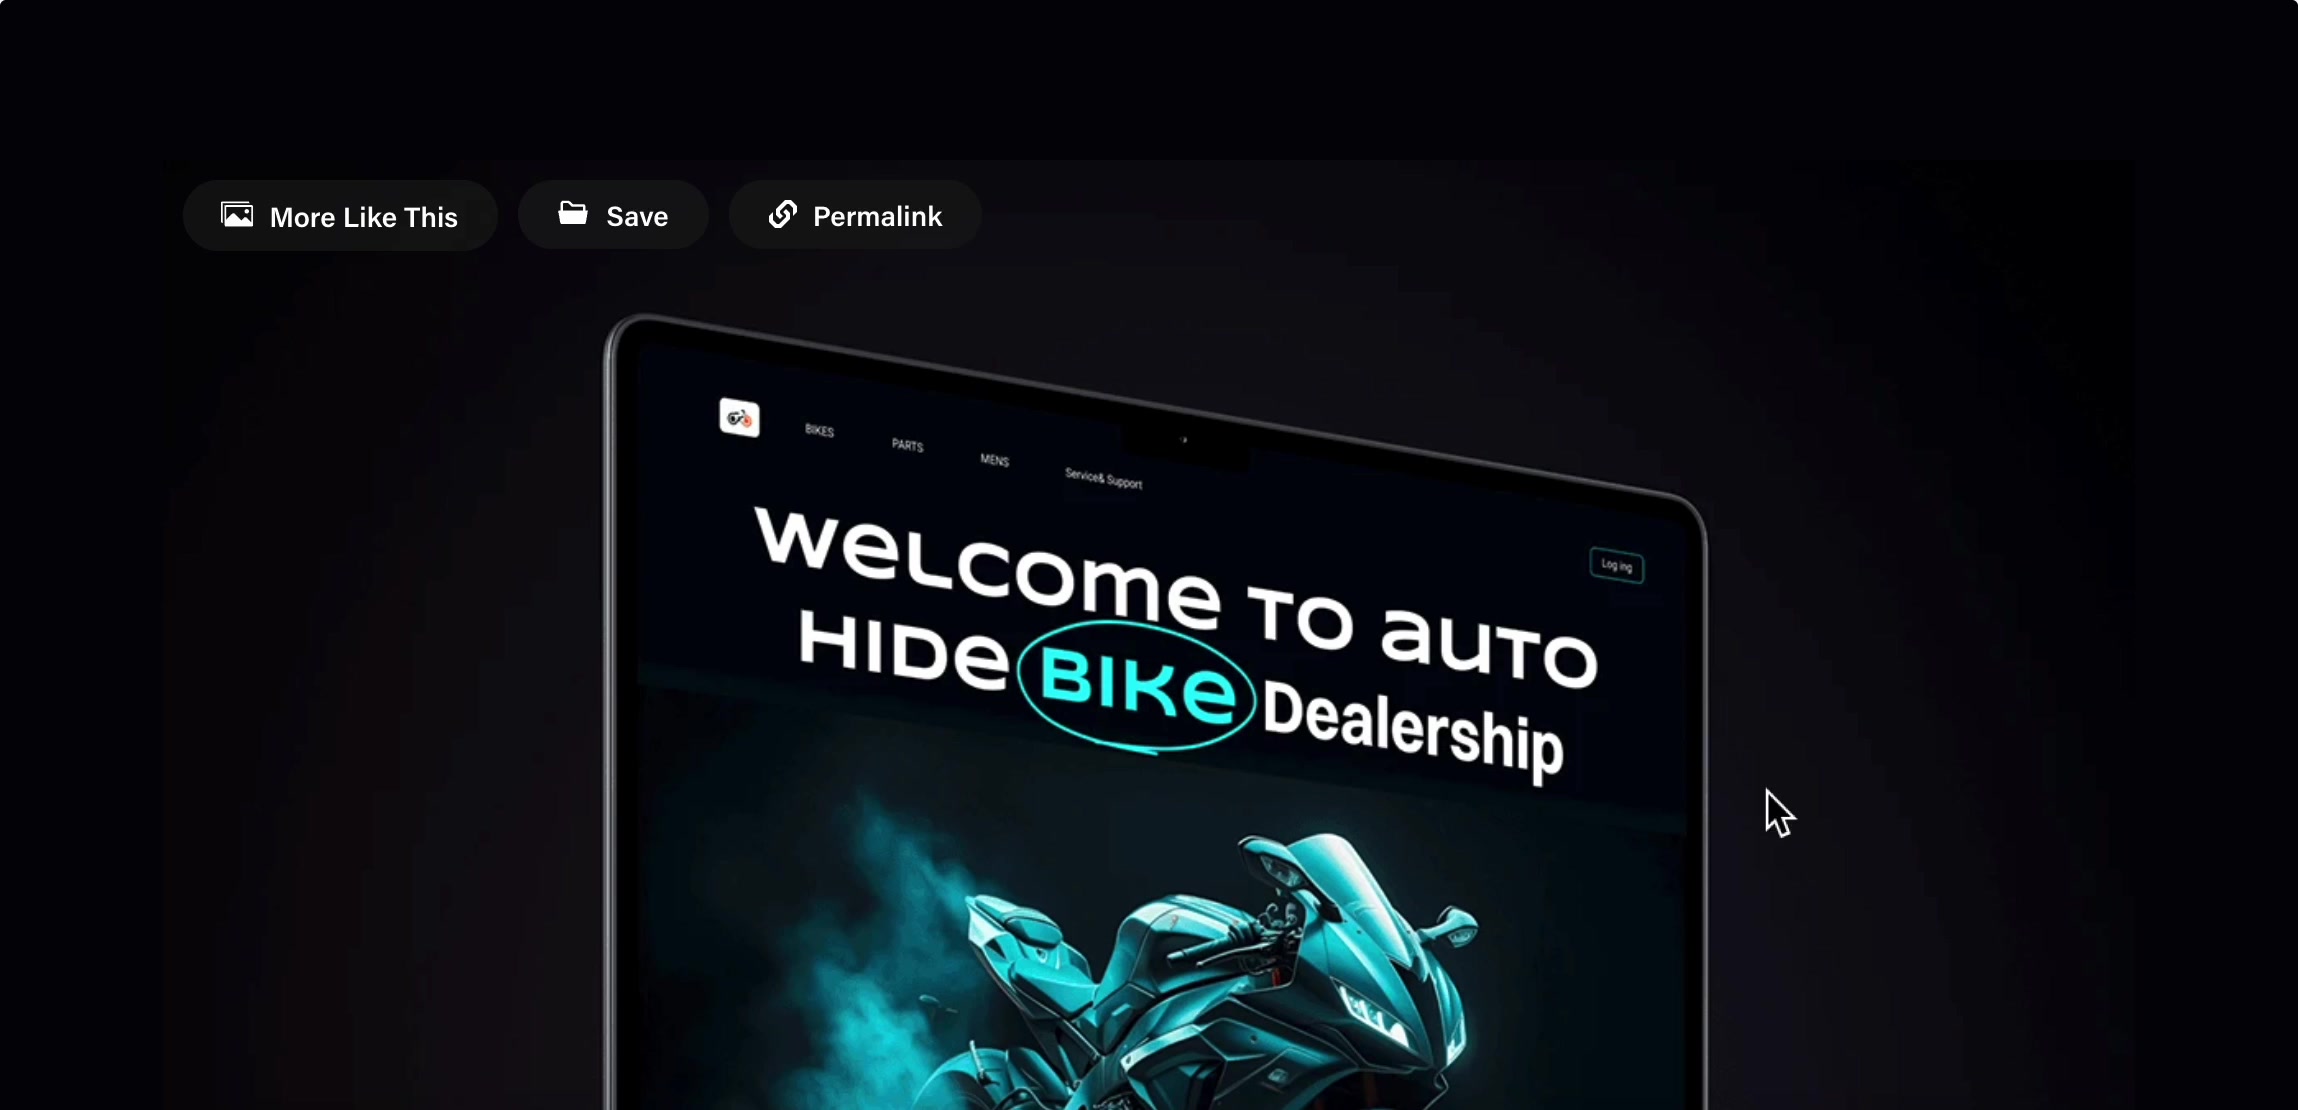 More Like This
Save
Permalink
BIKES
PARTS
MENS
Service& Support
Log ing
WELCOME TO AUTO
HIDE BIKE Dealership